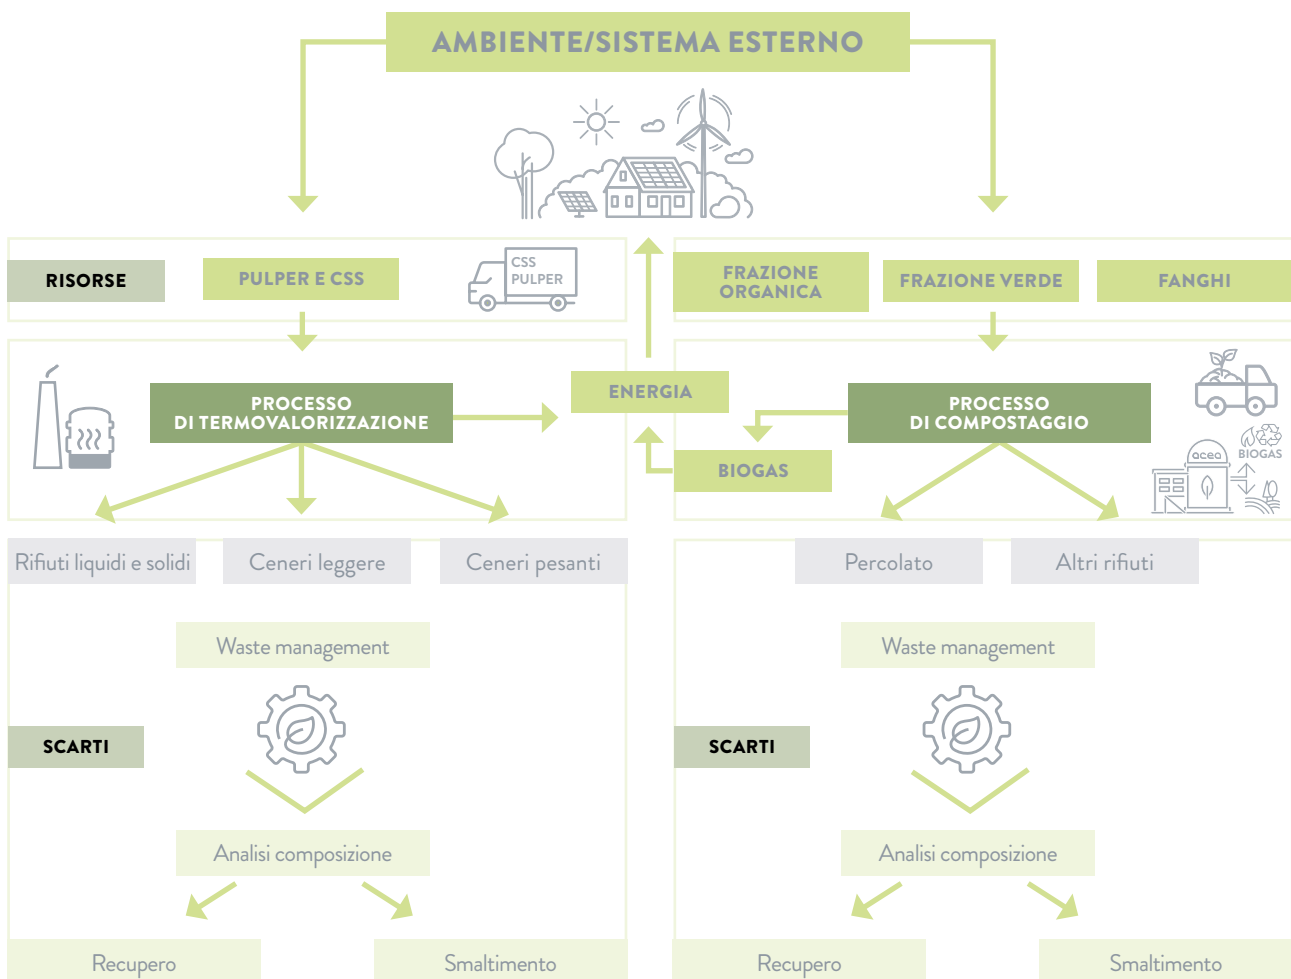 AMBIENTE/SISTEMA ESTERNO
RISORSE
PULPER E CSS
CSS
PULPER
FRAZIONE
ORGANICA
FRAZIONE VERDE
FANGHI
PROCESSO
DI TERMOVALORIZZAZIONE
ENERGIA
PROCESSO
DI COMPOSTAGGIO
BIOGAS
acea
BIOGAS
Rifiuti liquidi e solidi
Ceneri leggere
Ceneri pesanti
Percolato
Altri rifiuti
Waste management
Waste management
SCARTI
SCARTI
Analisi composizione
Analisi composizione
Recupero
Smaltimento
Recupero
Smaltimento